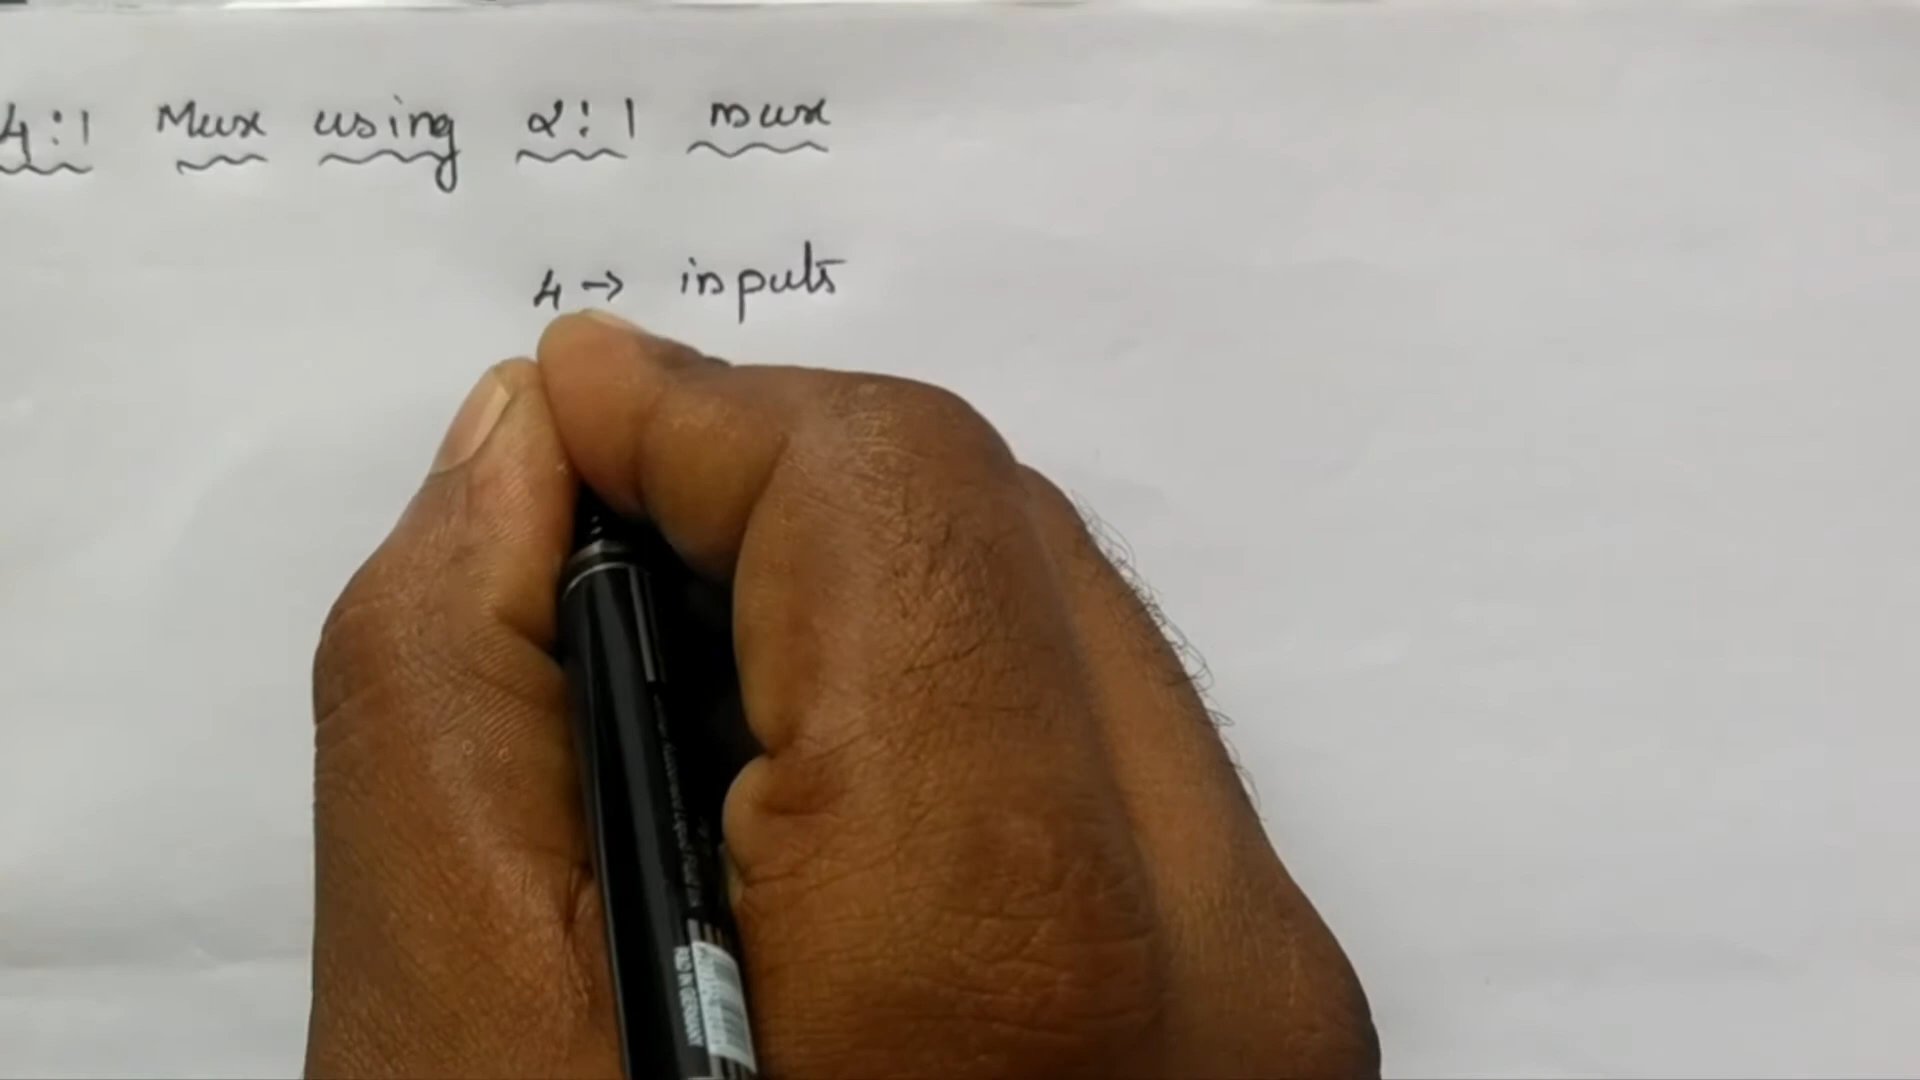 4:1 Mux using 2:1 mux
4 → inputs